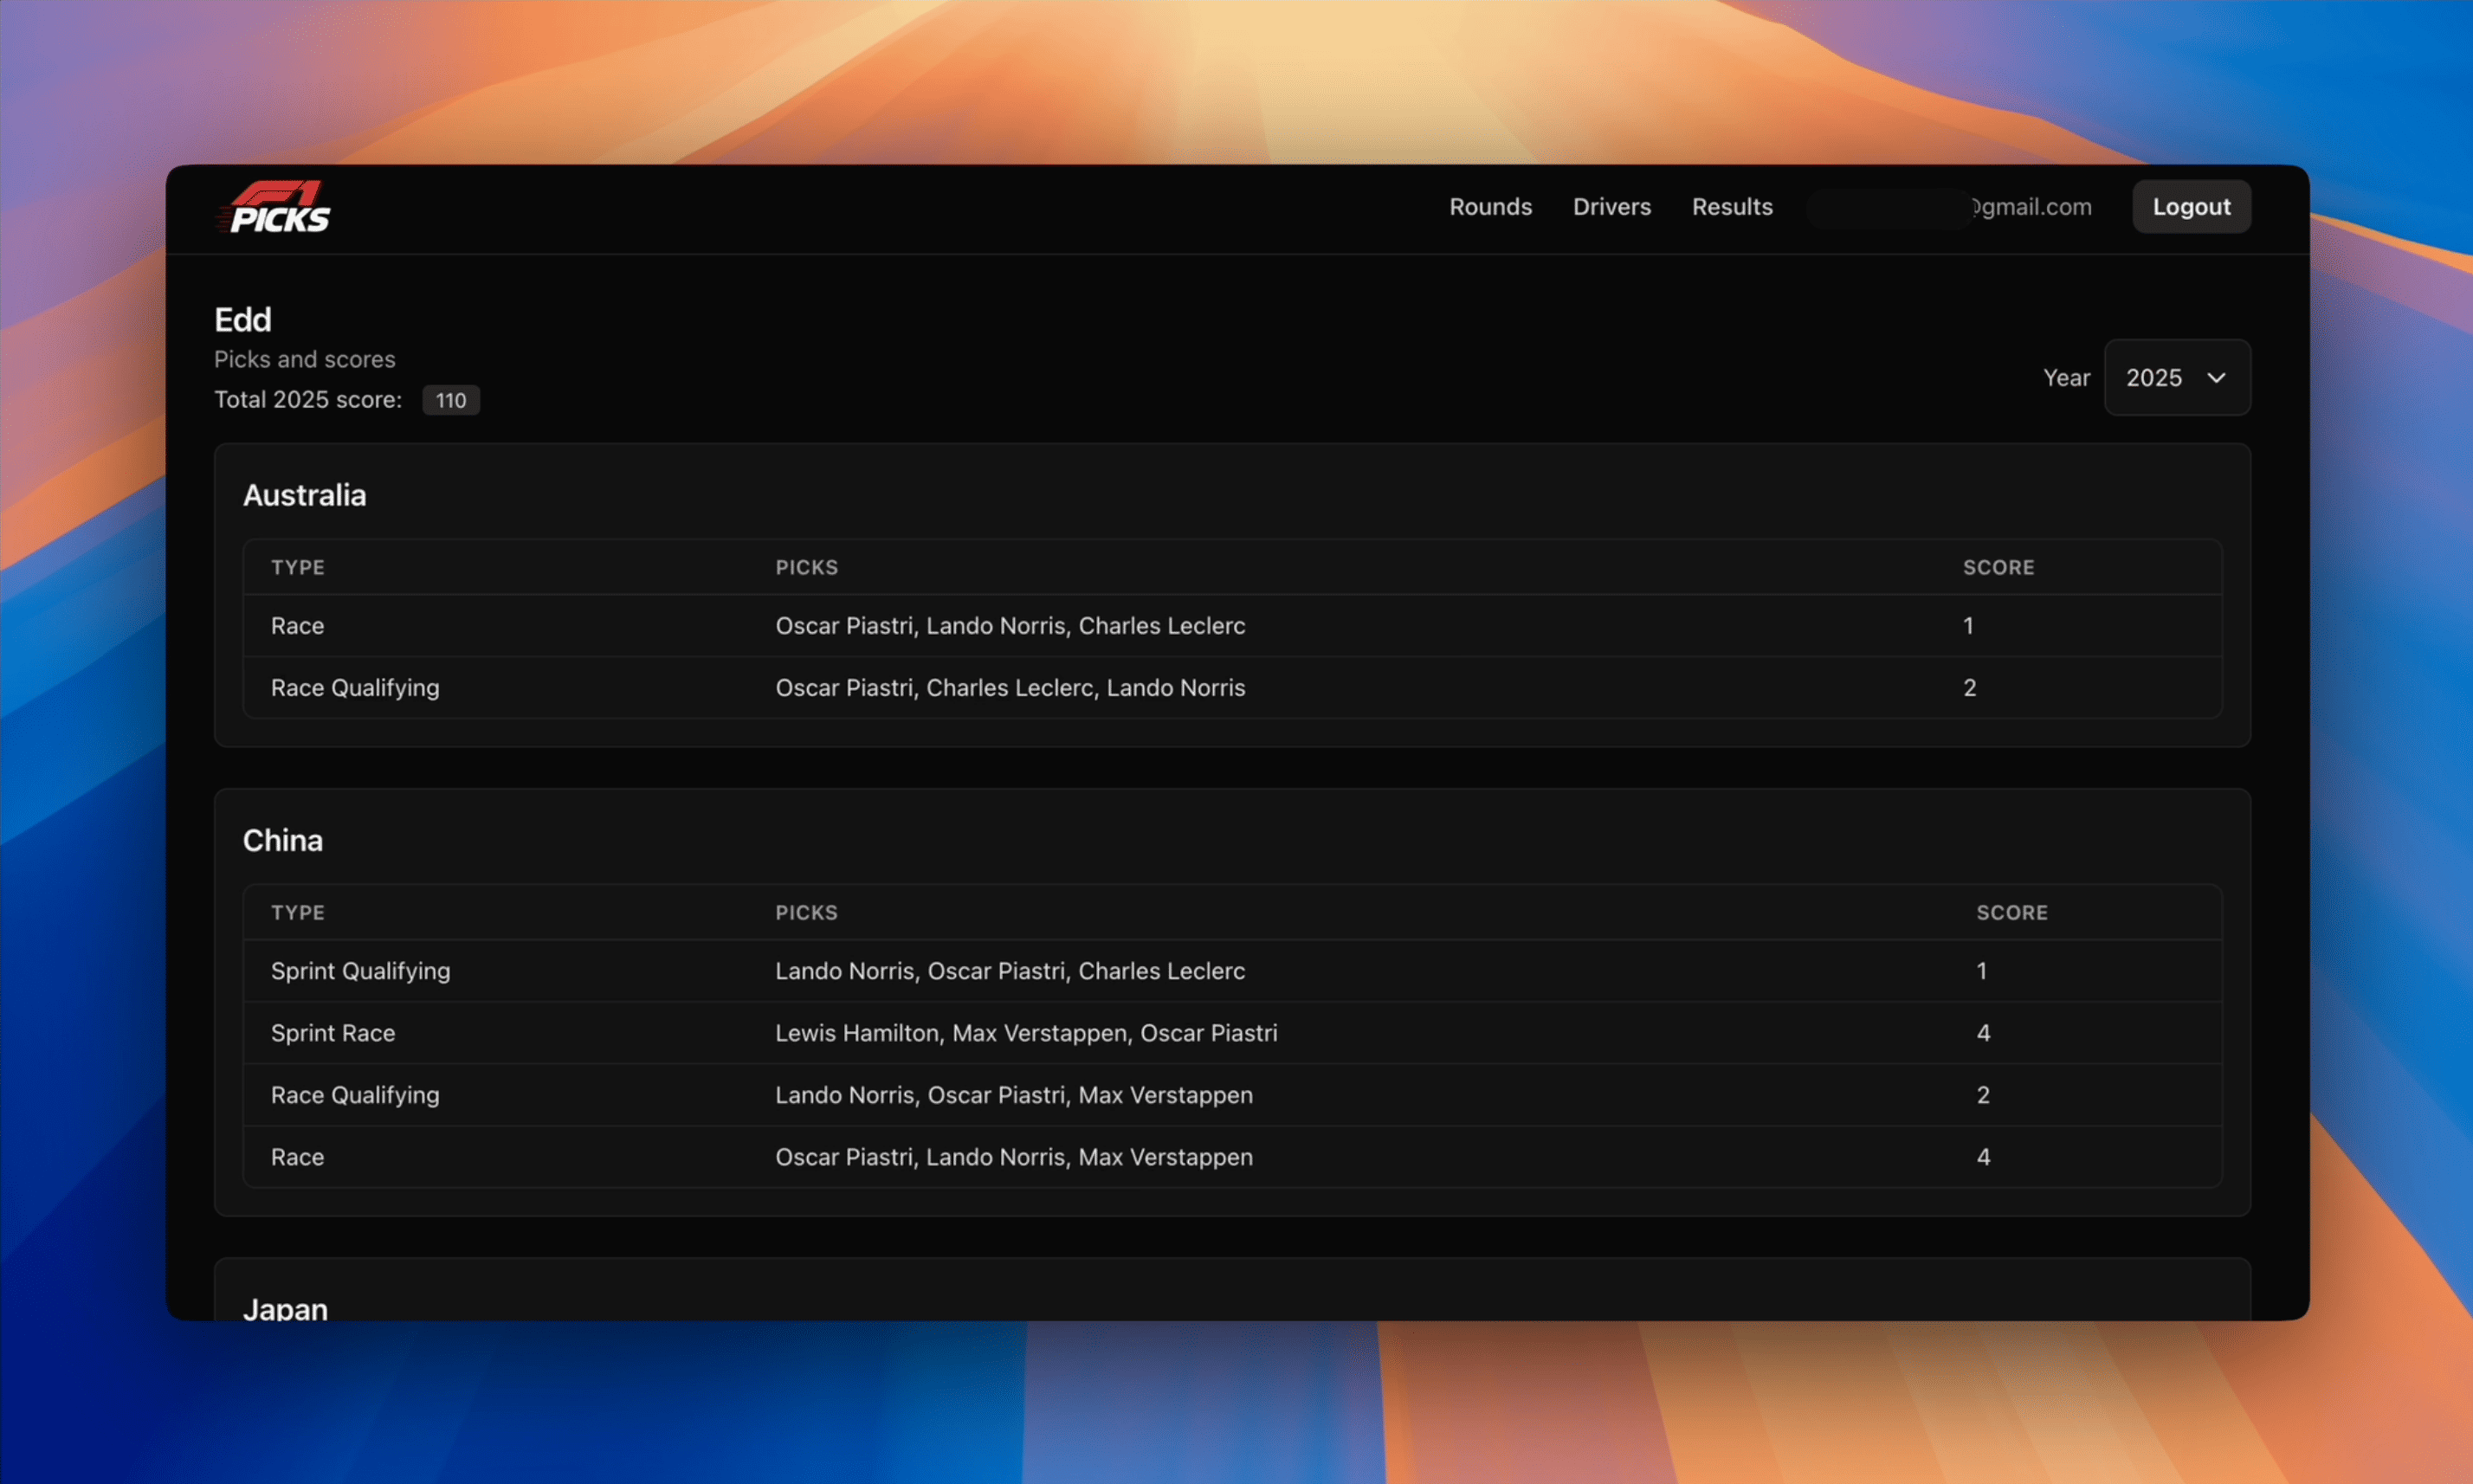 F1
PICKS
Rounds Drivers Results @gmail.com Logout
Edd
Picks and scores
Total 2025 score: 110
Year 2025
Australia
TYPE PICKS SCORE
Race Oscar Piastri, Lando Norris, Charles Leclerc 1
Race Qualifying Oscar Piastri, Charles Leclerc, Lando Norris 2
China
TYPE PICKS SCORE
Sprint Qualifying Lando Norris, Oscar Piastri, Charles Leclerc 1
Sprint Race Lewis Hamilton, Max Verstappen, Oscar Piastri 4
Race Qualifying Lando Norris, Oscar Piastri, Max Verstappen 2
Race Oscar Piastri, Lando Norris, Max Verstappen 4
Japan